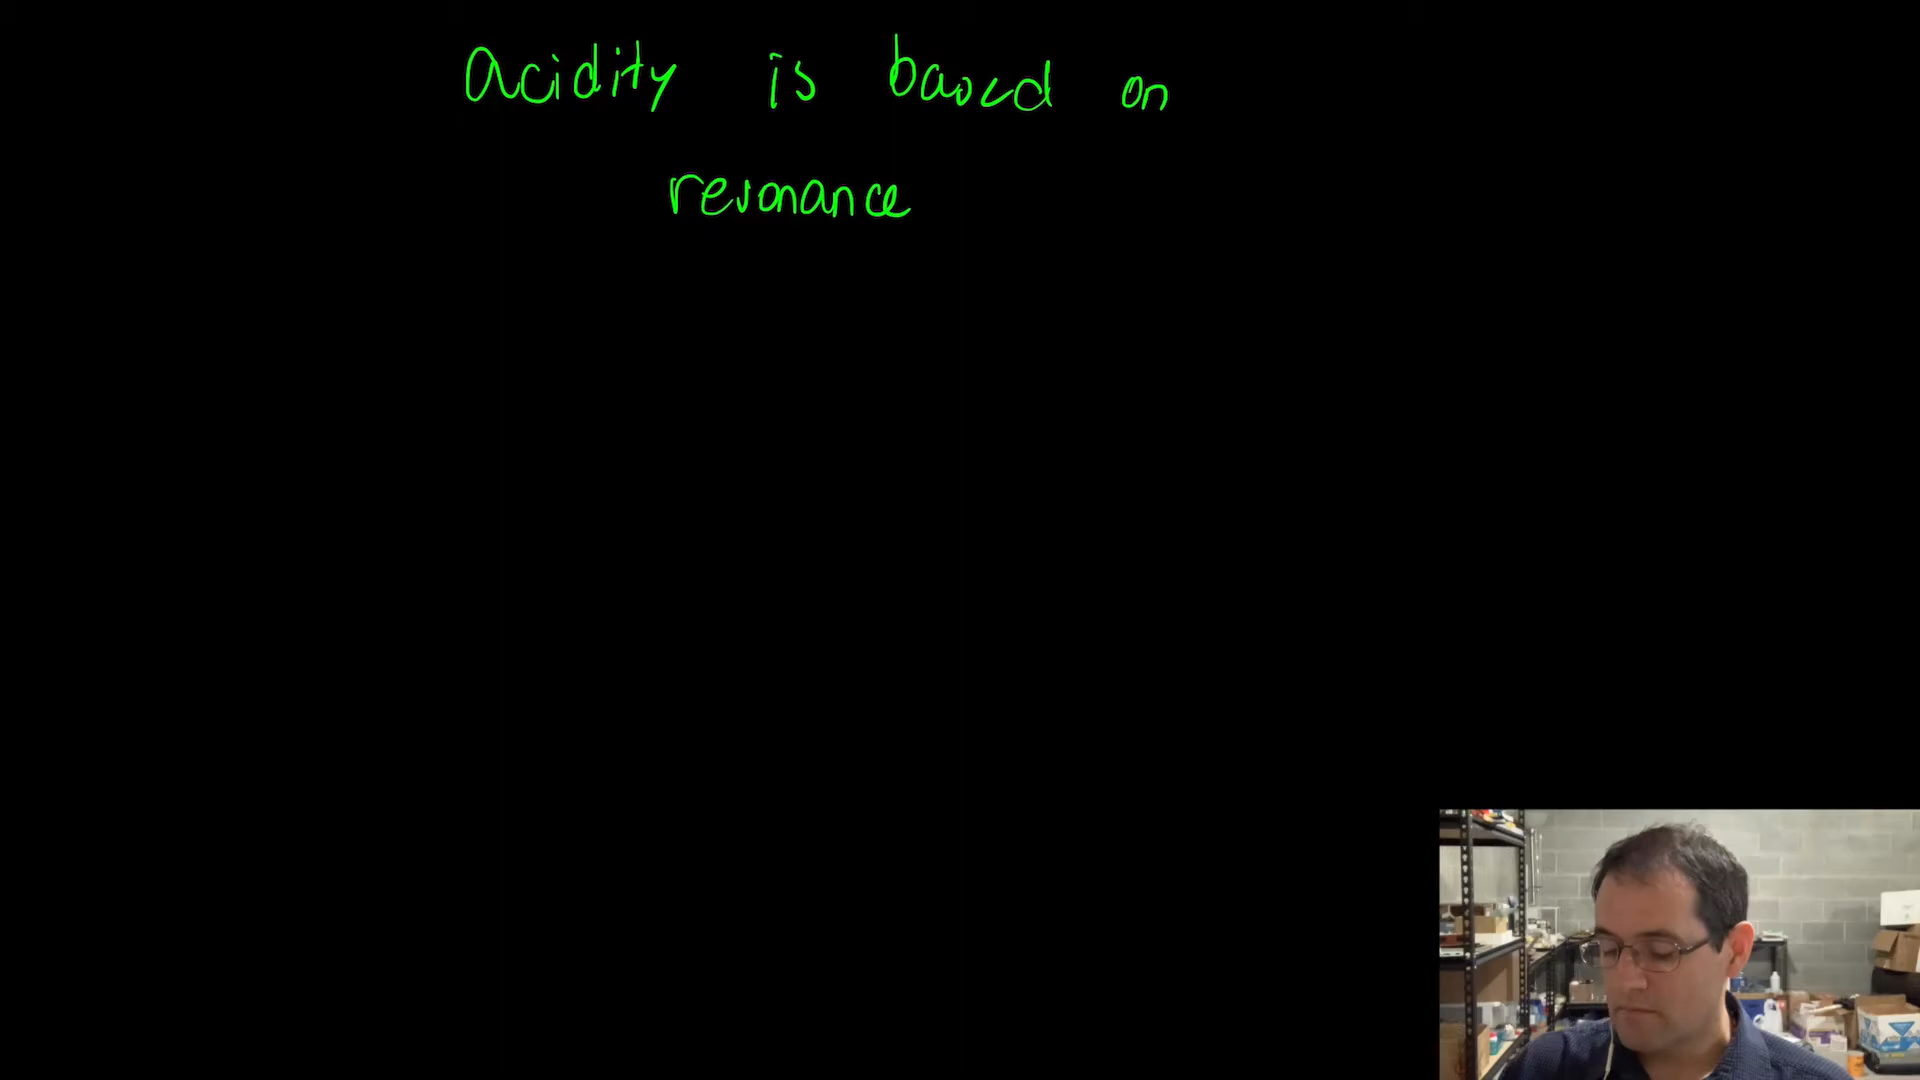 acidity is based on
resonance